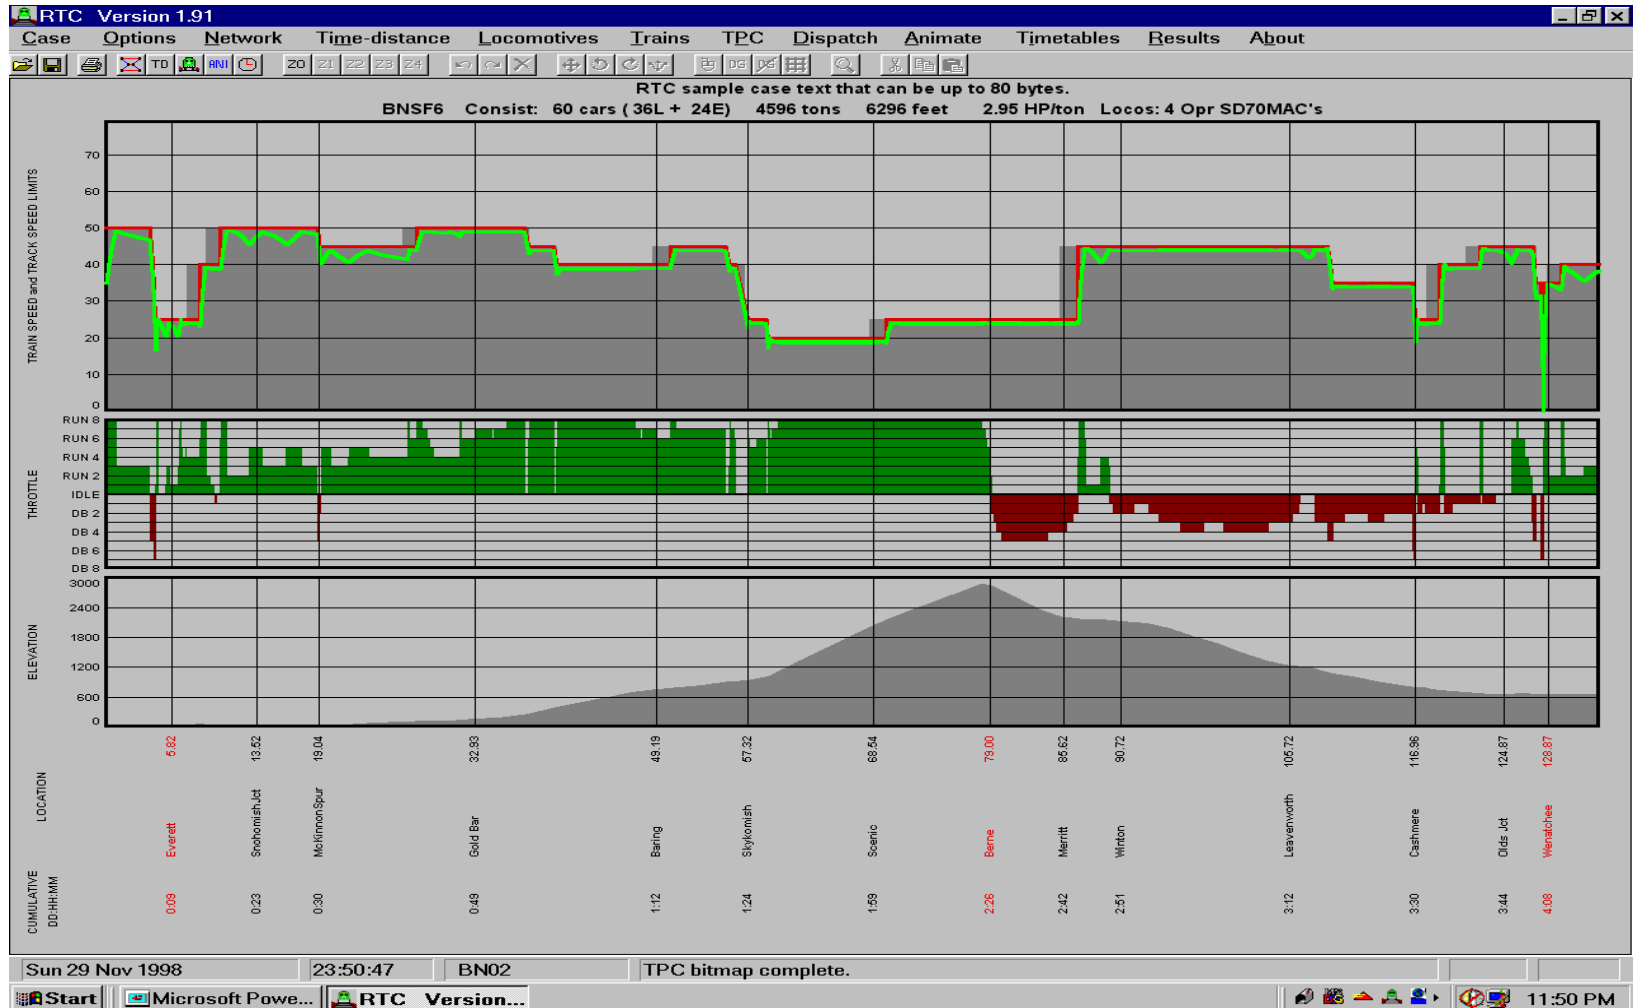 RTC Version 1.91
Case Options Network Time-distance Locomotives Trains TPC Dispatch Animate Timetables Results About
TD ANI Z0 Z1 Z2 Z3 Z4 DG DG
RTC sample case text that can be up to 80 bytes.
BNSF6 Consist: 60 cars ( 36L + 24E) 4596 tons 6296 feet 2.95 HP/ton Locos: 4 Opr SD70MAC's
TRAIN SPEED and TRACK SPEED LIMITS
70
60
50
40
30
20
10
0
THROTTLE
RUN 8
RUN 6
RUN 4
RUN 2
IDLE
DB 2
DB 4
DB 6
DB 8
ELEVATION
3000
2400
1800
1200
600
0
LOCATION
5.82 13.52 19.04 32.93 49.19 57.32 68.54 79.00 85.62 90.72 105.72 116.96 124.87 128.87
Everett SnohomishJct McKinnonSpur Gold Bar Baring Skykomish Scenic Berne Merritt Winton Leavenworth Cashmere Olds Jct Wenatchee
CUMULATIVE
DD:HH:MM
0:09 0:23 0:30 0:49 1:12 1:24 1:59 2:26 2:42 2:51 3:12 3:30 3:44 4:08
Sun 29 Nov 1998 23:50:47 BN02 TPC bitmap complete.
Start Microsoft Powe... RTC Version... 11:50 PM